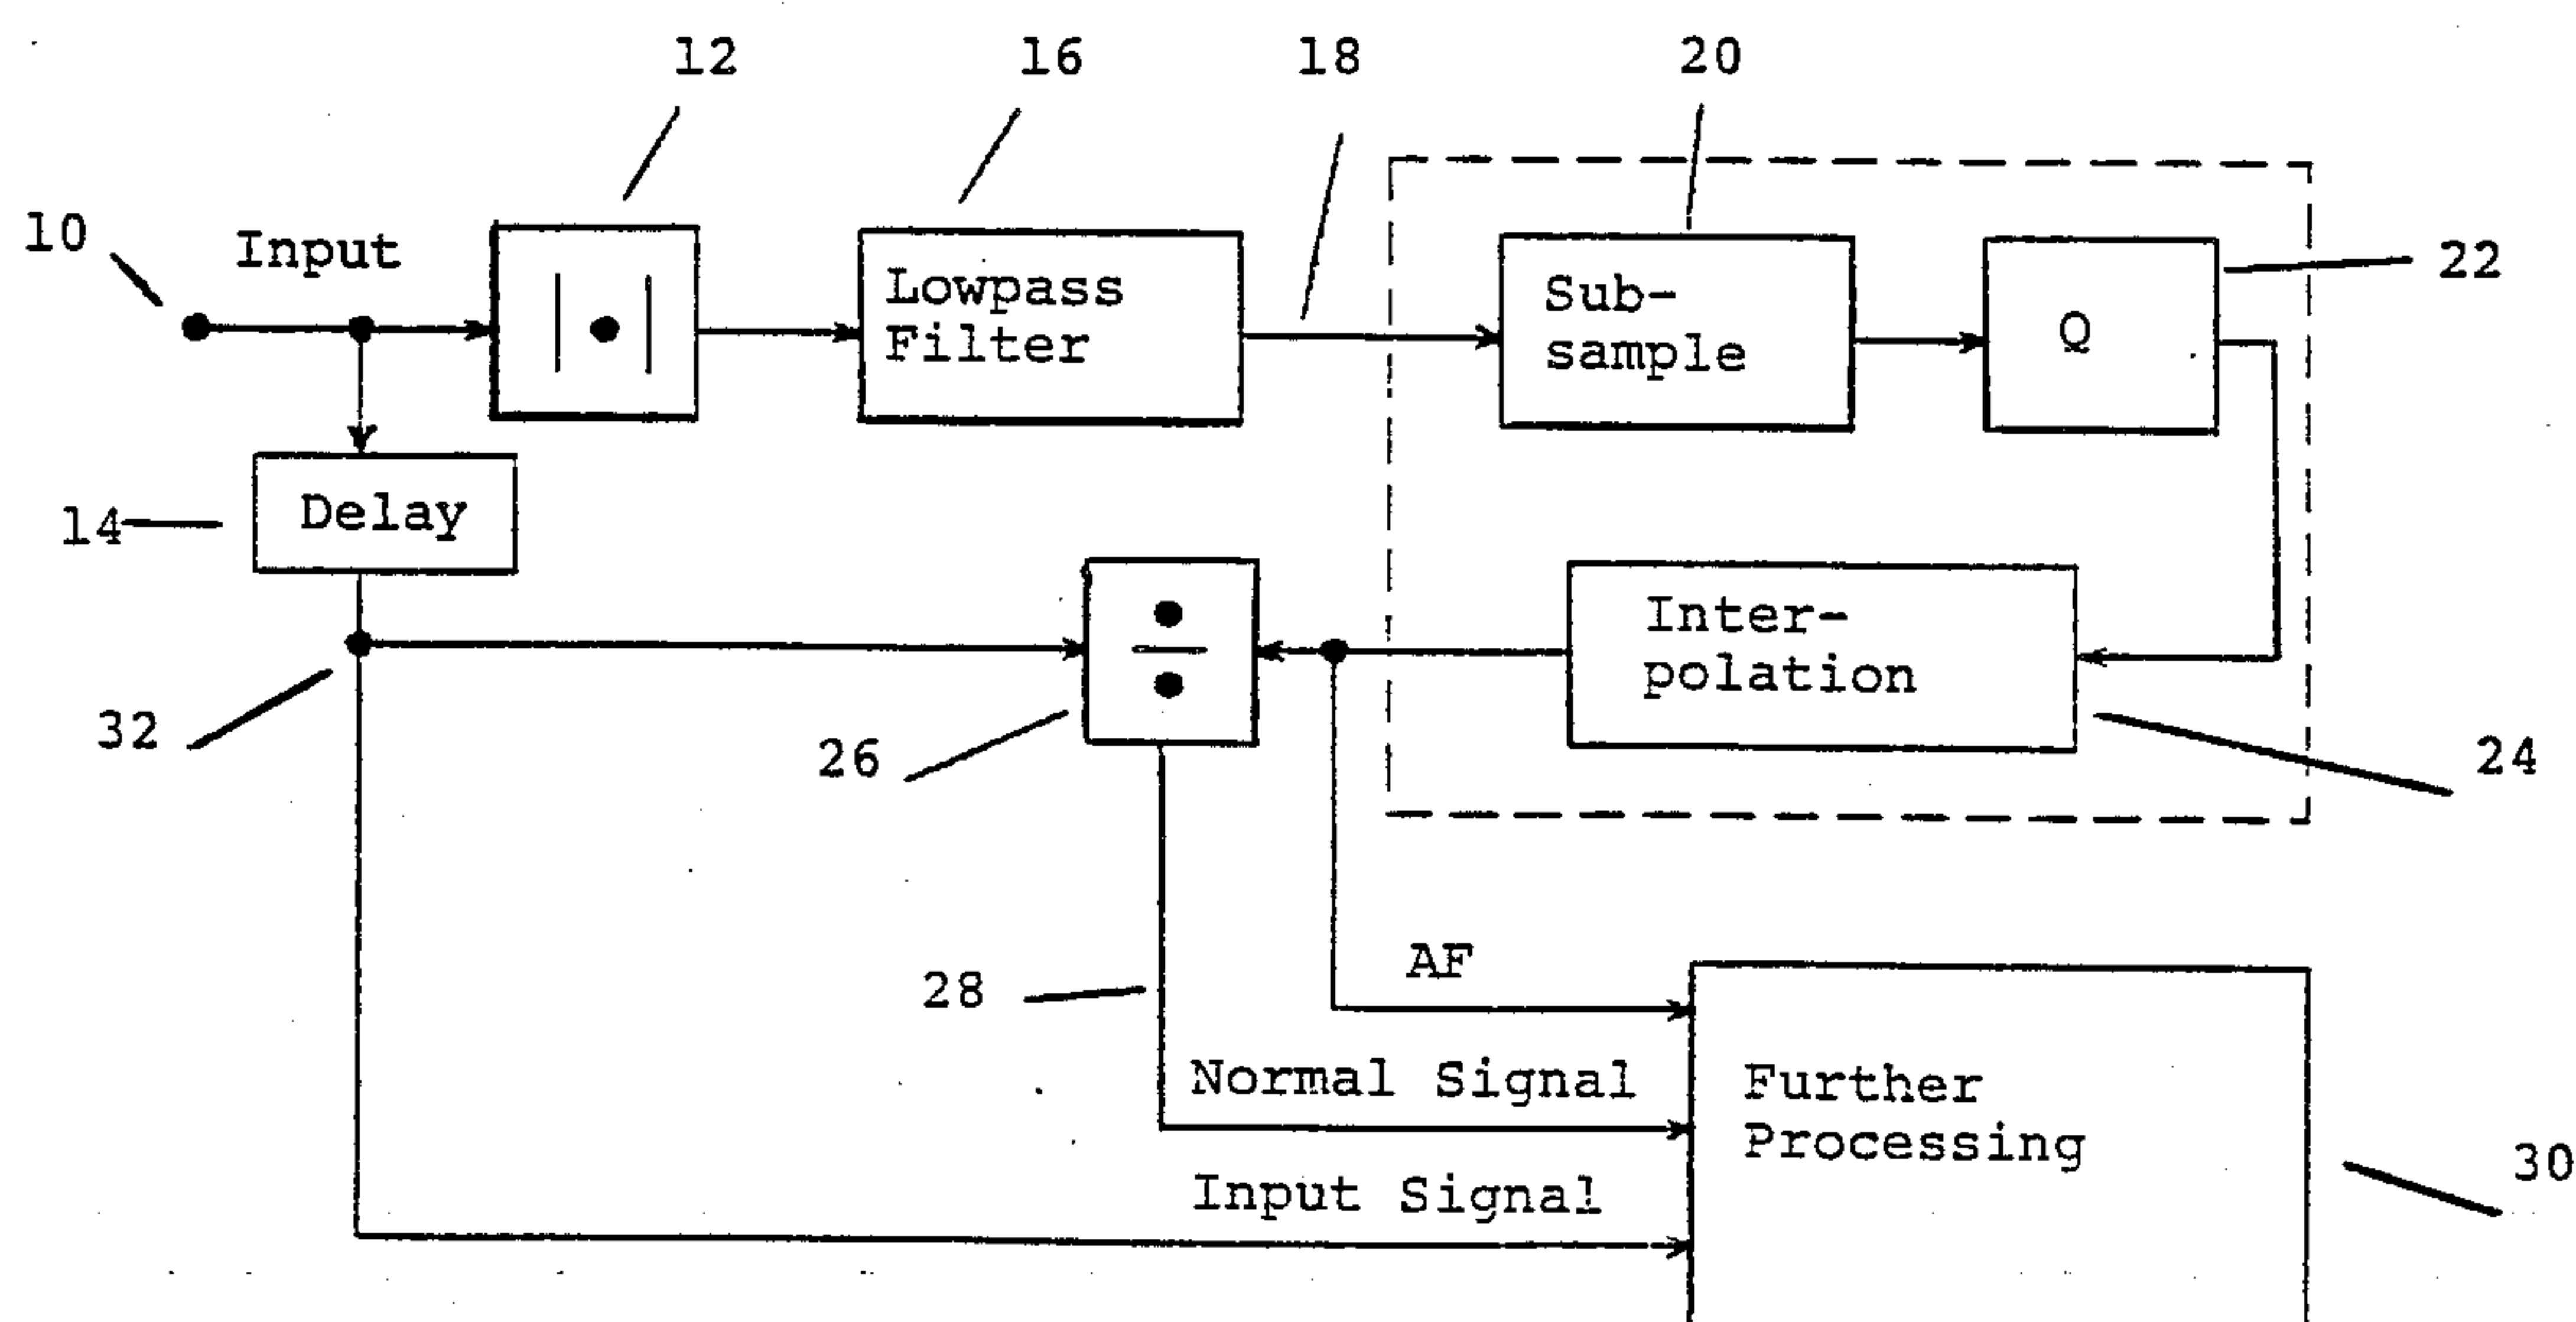 12
16
18
20
10
Input
Lowpass
Filter
Sub-
sample
Q
22
14
Delay
Inter-
polation
32
26
24
28
AF
Normal Signal
Further
Processing
30
Input Signal